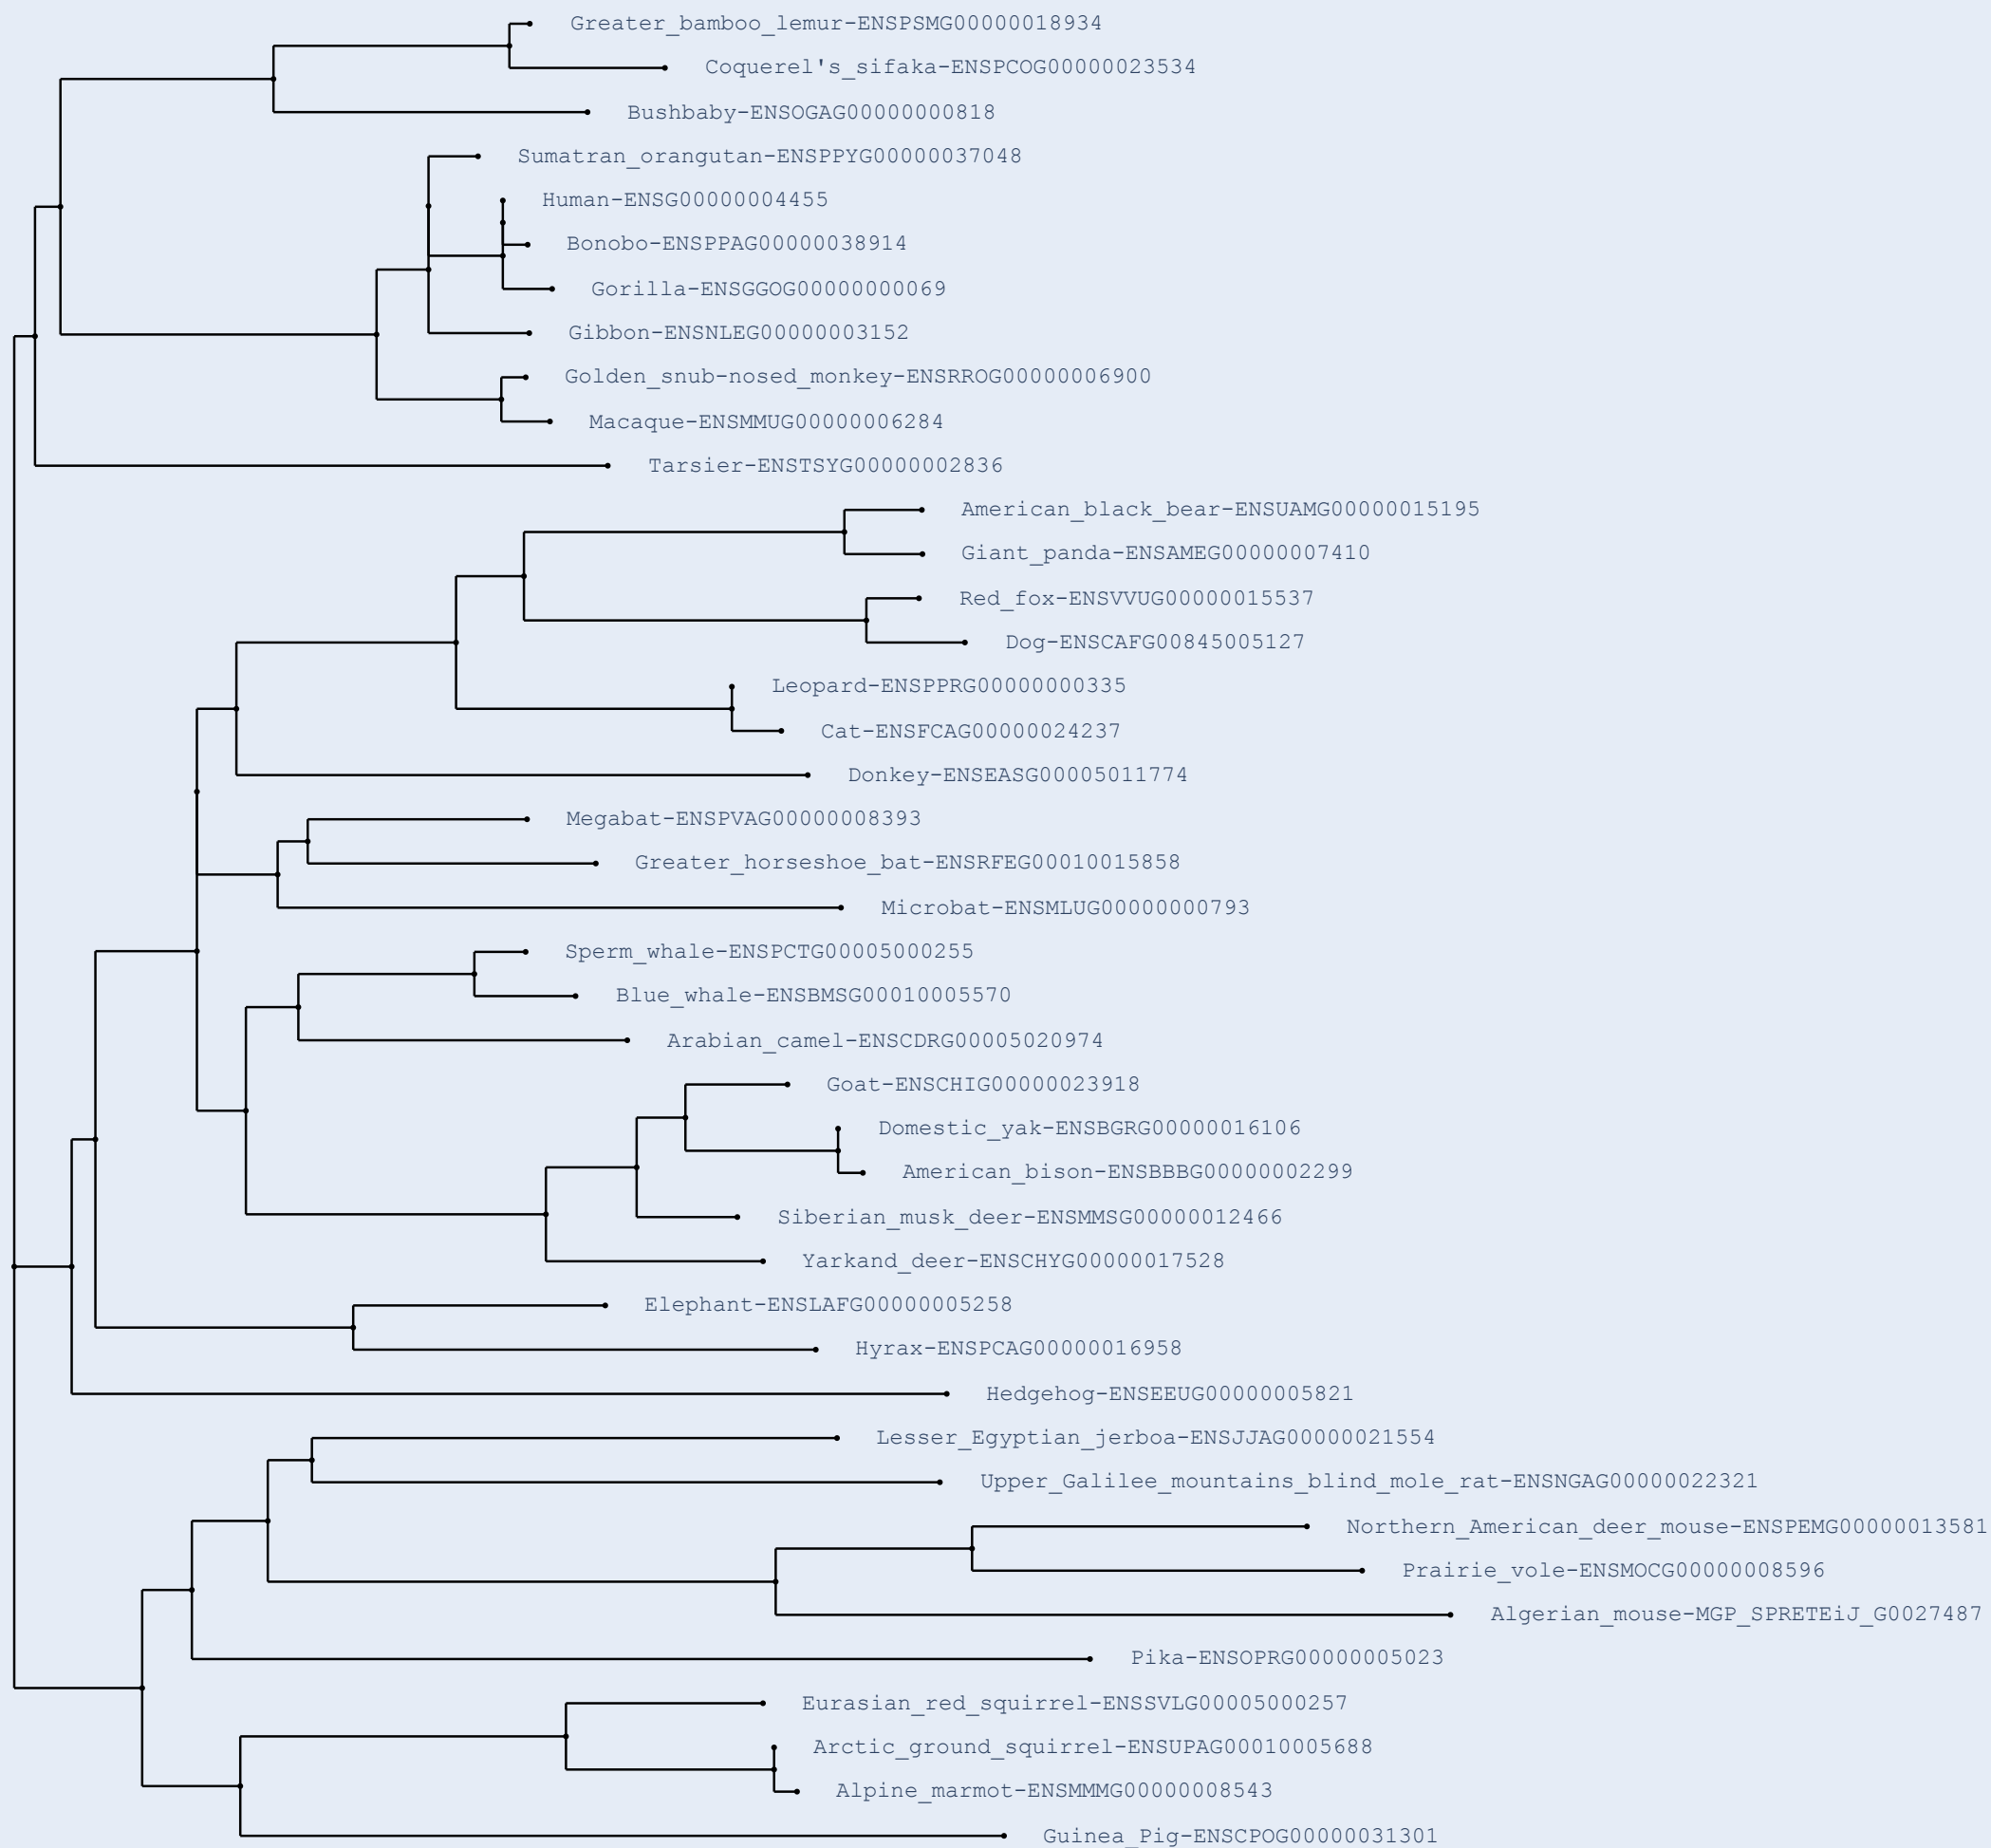 Greater_bamboo_lemur-ENSPSMG00000018934
Coquerel's_sifaka-ENSPCOG00000023534
Bushbaby-ENSOGAG00000000818
Sumatran_orangutan-ENSPPYG00000037048
Human-ENSG00000004455
Bonobo-ENSPPAG00000038914
Gorilla-ENSGGOG00000000069
Gibbon-ENSNLEG00000003152
Golden_snub-nosed_monkey-ENSRROG00000006900
Macaque-ENSMMUG00000006284
Tarsier-ENSTSYG00000002836
American_black_bear-ENSUAMG00000015195
Giant_panda-ENSAMEG00000007410
Red_fox-ENSVVUG00000015537
Dog-ENSCAFG00845005127
Leopard-ENSPPRG00000000335
Cat-ENSFCAG00000024237
Donkey-ENSEASG00005011774
Megabat-ENSPVAG00000008393
Greater_horseshoe_bat-ENSRFEG00010015858
Microbat-ENSMLUG00000000793
Sperm_whale-ENSPCTG00005000255
Blue_whale-ENSBMSG00010005570
Arabian_camel-ENSCDRG00005020974
Goat-ENSCHIG00000023918
Domestic_yak-ENSBGRG00000016106
American_bison-ENSBBBG00000002299
Siberian_musk_deer-ENSMMSG00000012466
Yarkand_deer-ENSCHYG00000017528
Elephant-ENSLAFG00000005258
Hyrax-ENSPCAG00000016958
Hedgehog-ENSEEUG00000005821
Lesser_Egyptian_jerboa-ENSJJAG00000021554
Upper_Galilee_mountains_blind_mole_rat-ENSNGAG00000022321
Northern_American_deer_mouse-ENSPEMG00000013581
Prairie_vole-ENSMOCG00000008596
Algerian_mouse-MGP_SPRETEiJ_G0027487
Pika-ENSOPRG00000005023
Eurasian_red_squirrel-ENSSVLG00005000257
Arctic_ground_squirrel-ENSUPAG00010005688
Alpine_marmot-ENSMMMG00000008543
Guinea_Pig-ENSCPOG00000031301